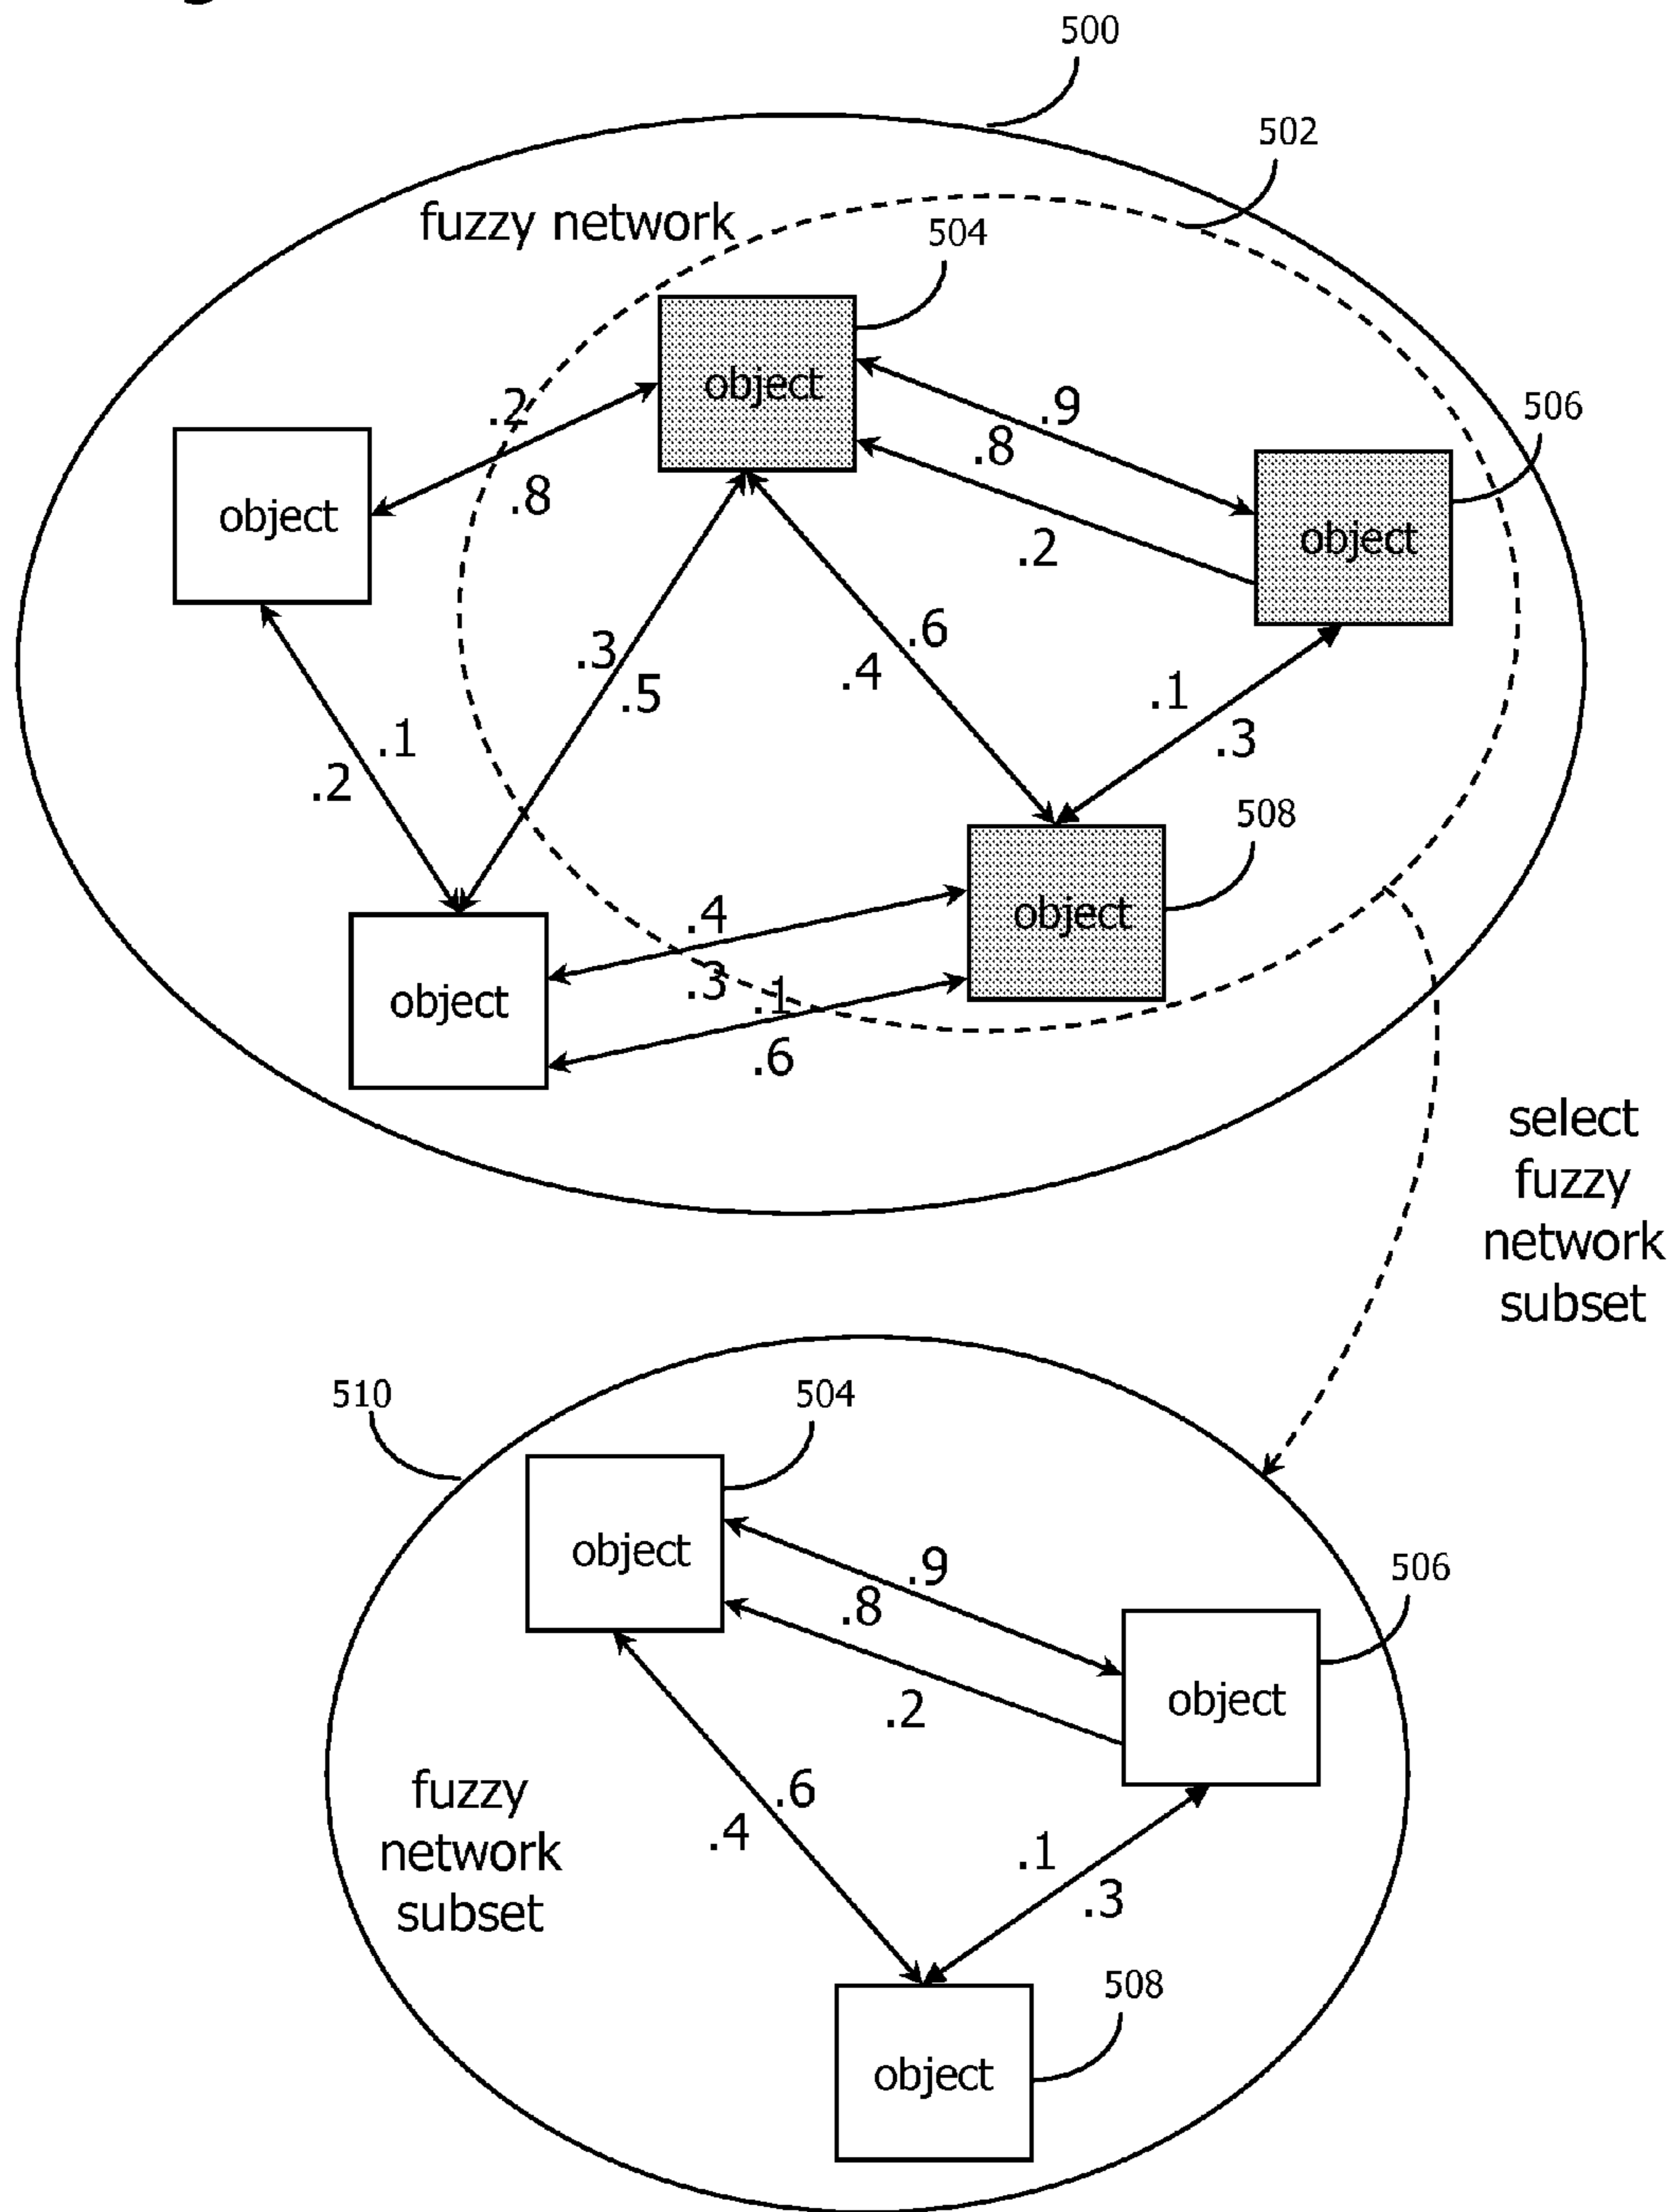 500
502
fuzzy network
504
object
.2
.9
506
.8
.8
object
object
.2
.6
.3
.4
.5
.1
.1
.3
.2
508
.4
object
.3
.1
object
.6
select
fuzzy
network
subset
510
504
object
.9
506
.8
object
.2
fuzzy
network
subset
.6
.4
.1
.3
508
object